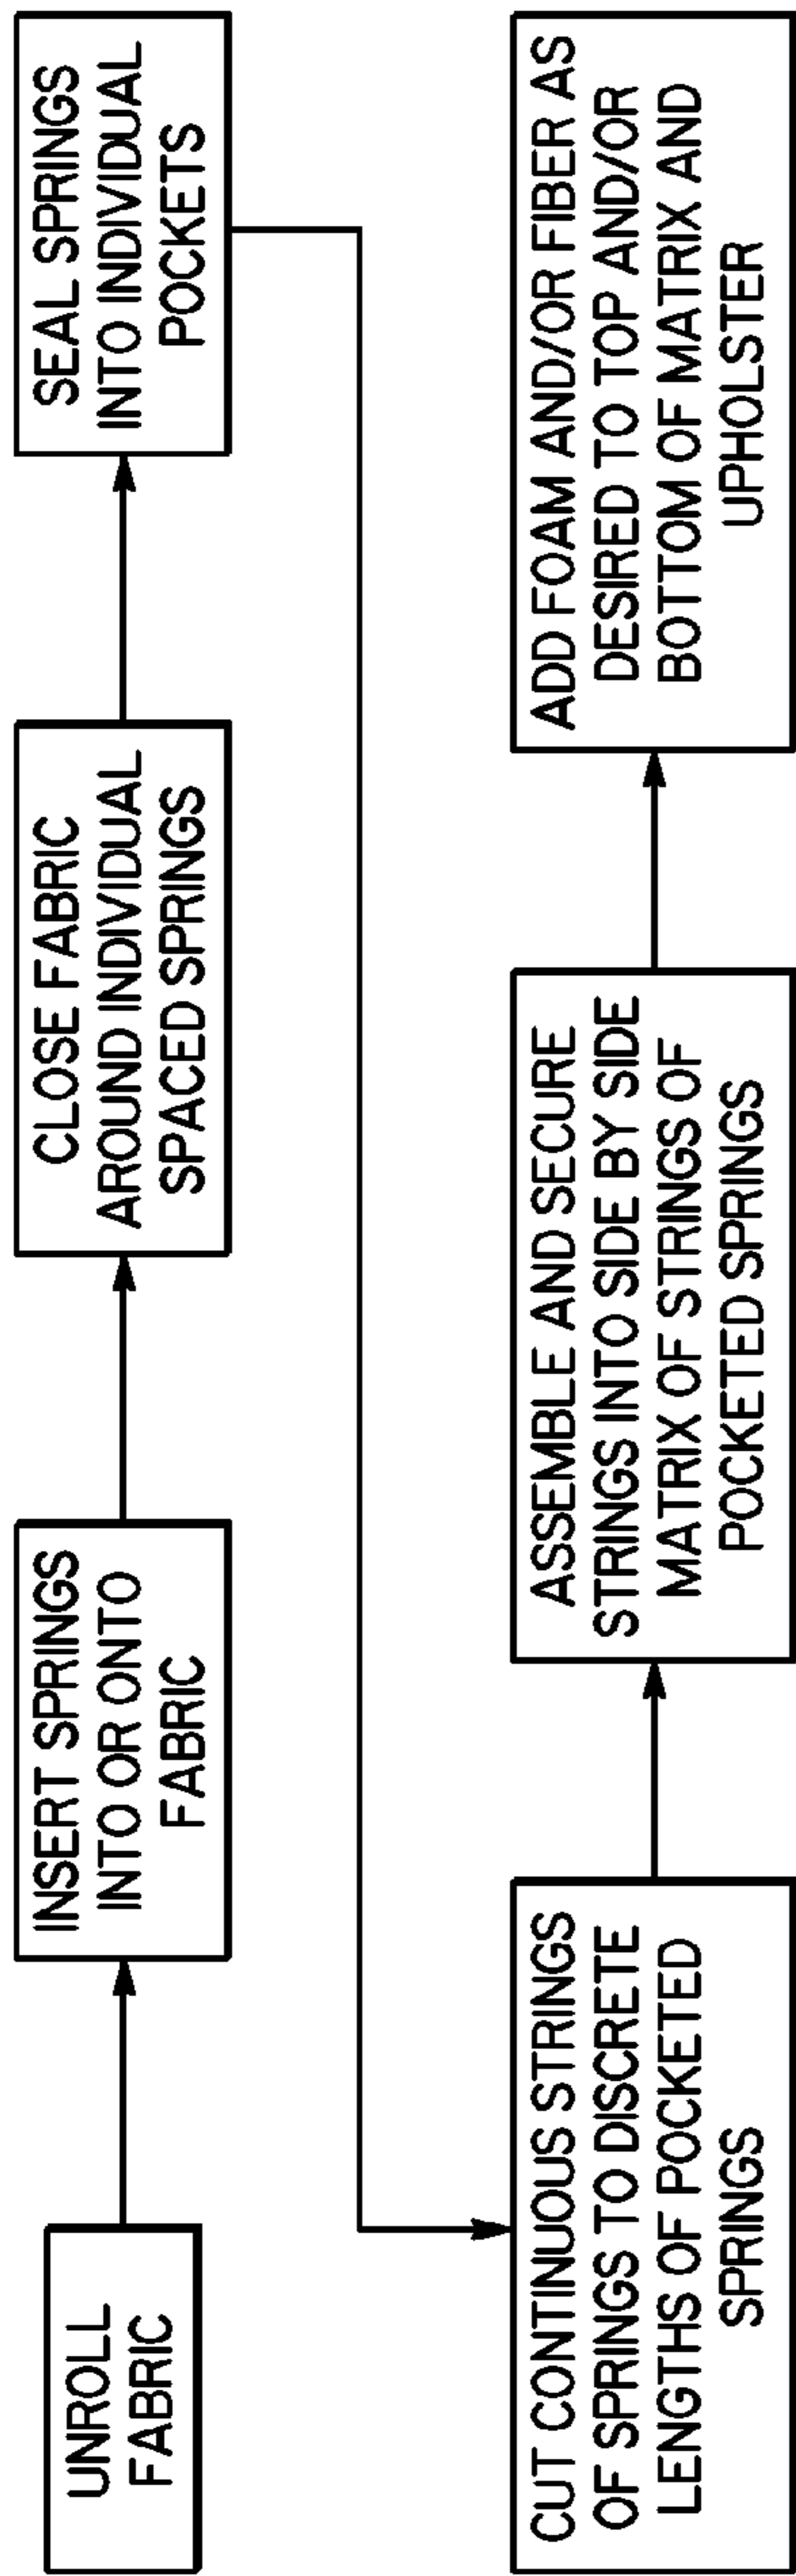 UNROLL
FABRIC
INSERT SPRINGS
INTO OR ONTO
FABRIC
CLOSE FABRIC
AROUND INDIVIDUAL
SPACED SPRINGS
SEAL SPRINGS
INTO INDIVIDUAL
POCKETS
CUT CONTINUOUS STRINGS
OF SPRINGS TO DISCRETE
LENGTHS OF POCKETED
SPRINGS
ASSEMBLE AND SECURE
STRINGS INTO SIDE BY SIDE
MATRIX OF STRINGS OF
POCKETED SPRINGS
ADD FOAM AND/OR FIBER AS
DESIRED TO TOP AND/OR
BOTTOM OF MATRIX AND
UPHOLSTER